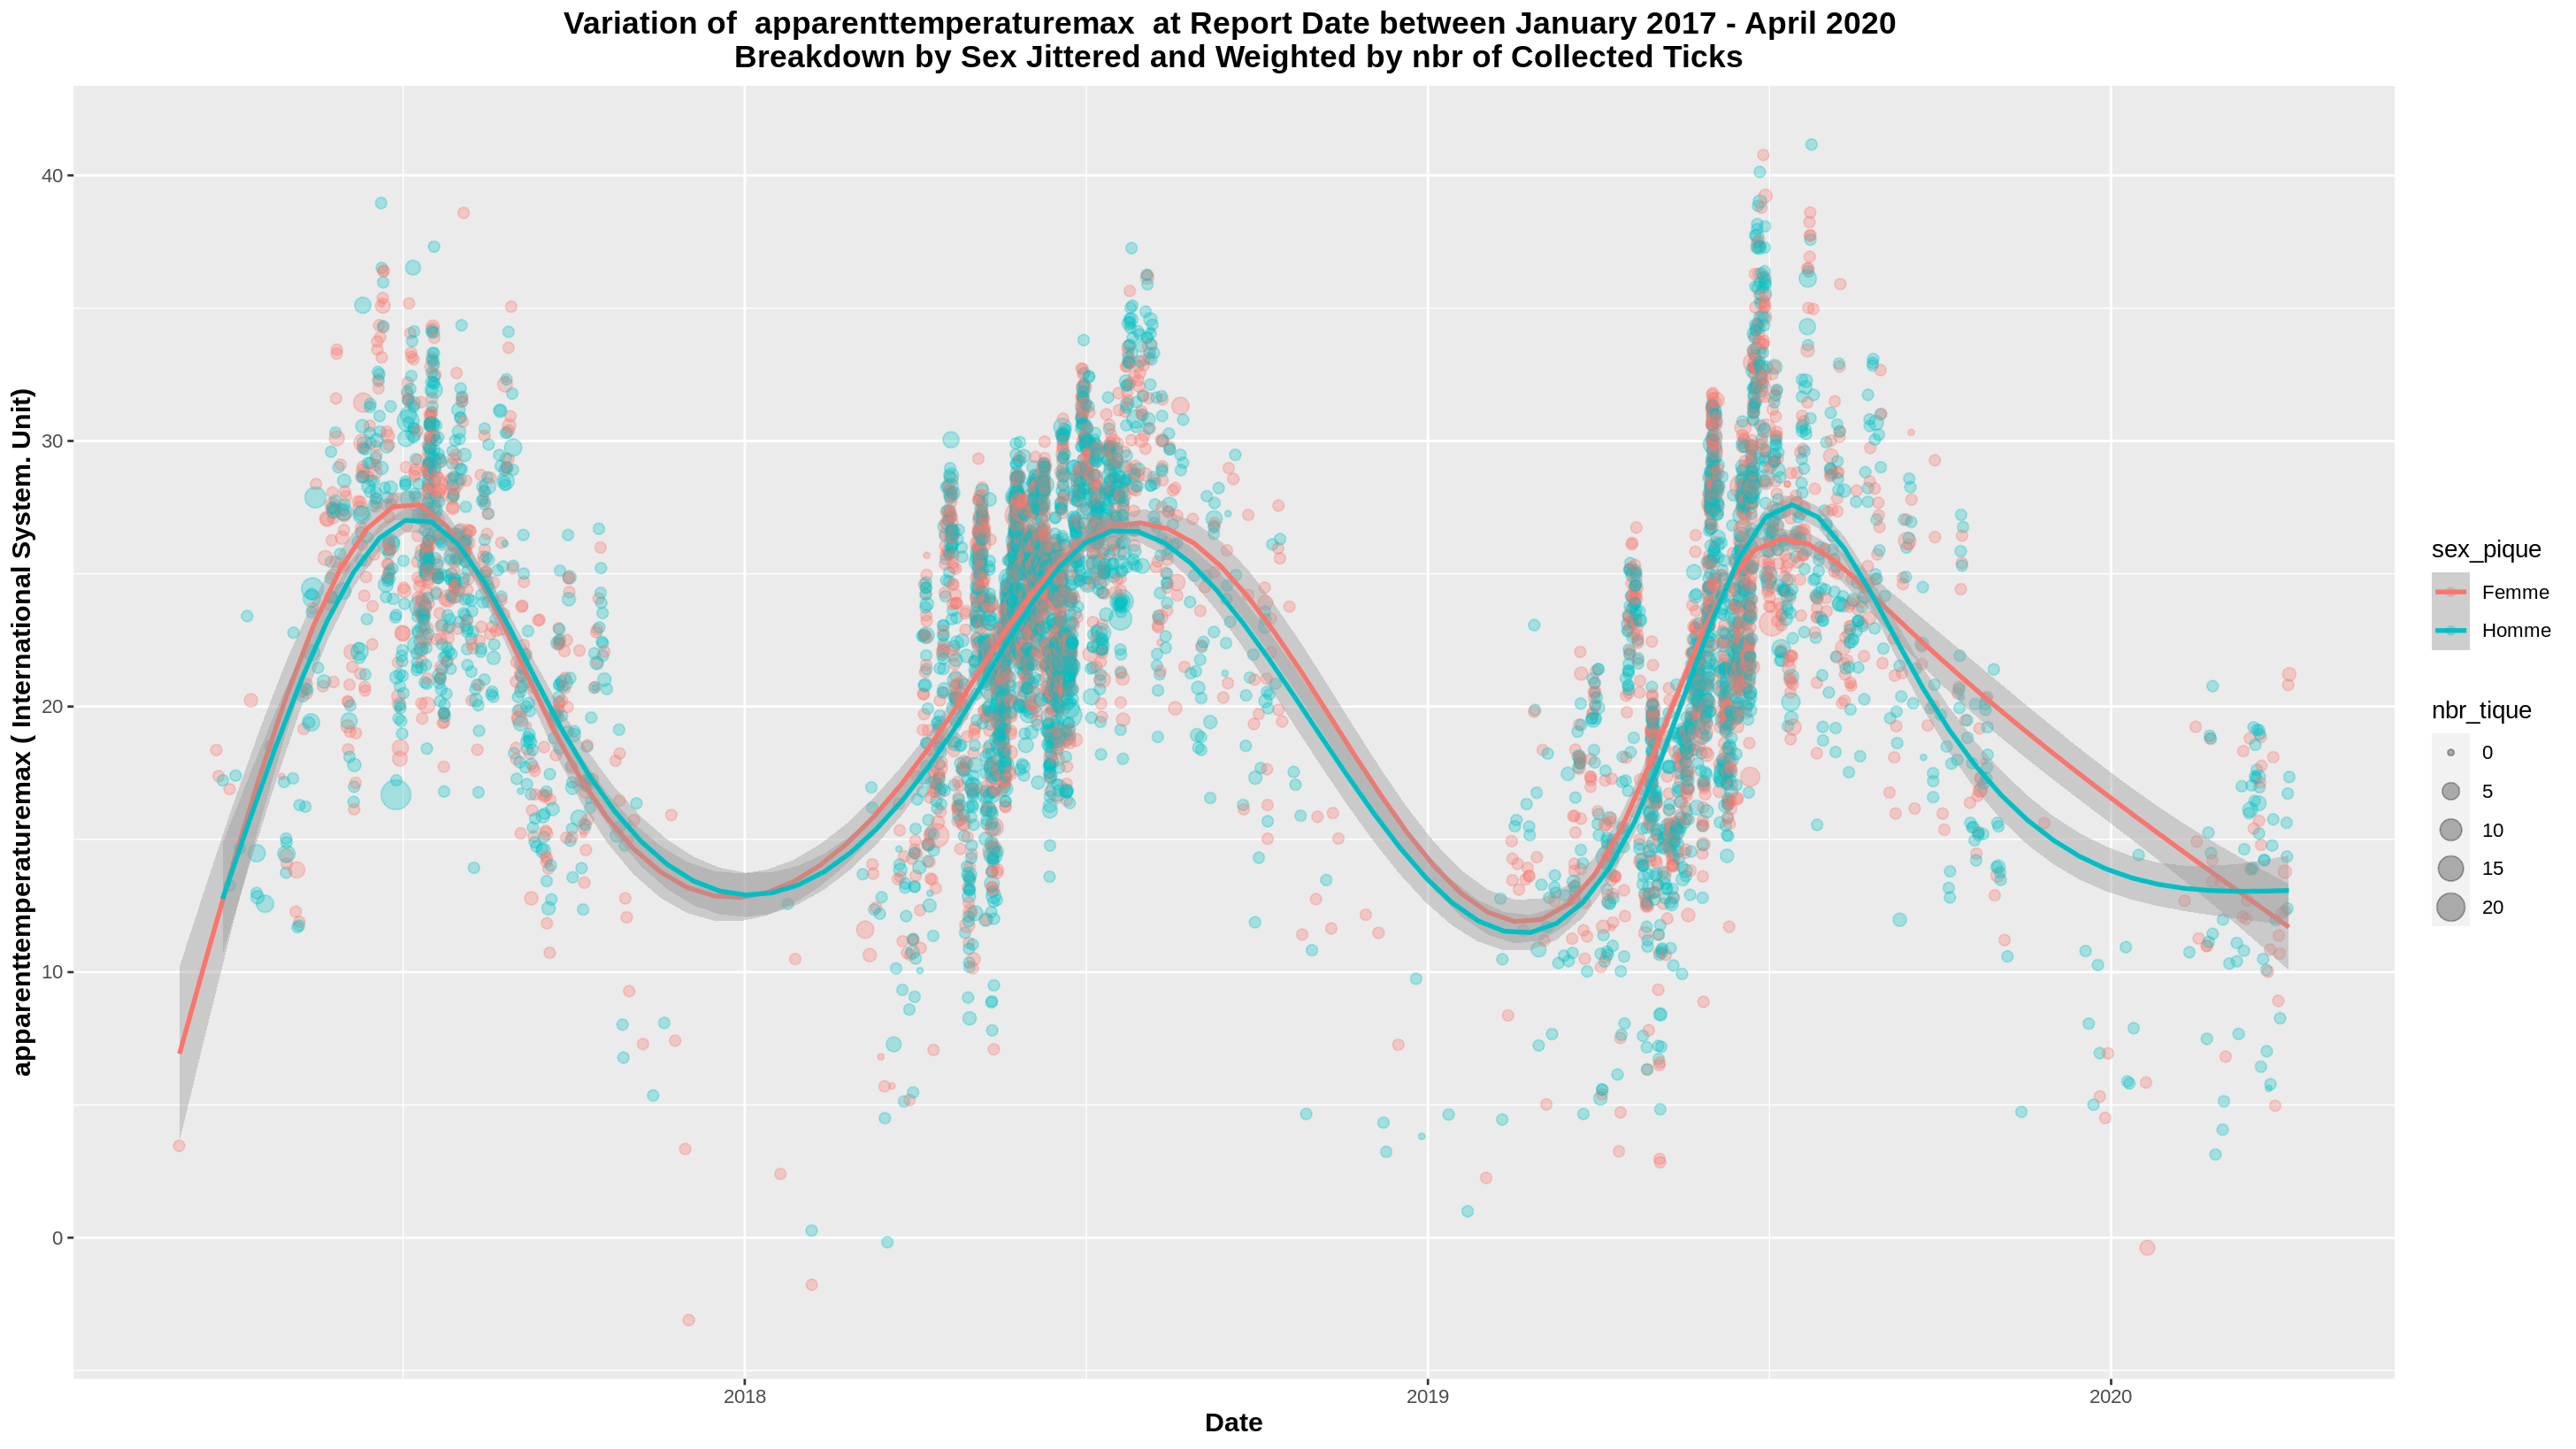 Variation of  apparenttemperaturemax  at Report Date between January 2017 - April 2020
Breakdown by Sex Jittered and Weighted by nbr of Collected Ticks
apparenttemperaturemax ( International System. Unit)
40
30
20
10
0
2018
2019
2020
Date
sex_pique
Femme
Homme
nbr_tique
0
5
10
15
20